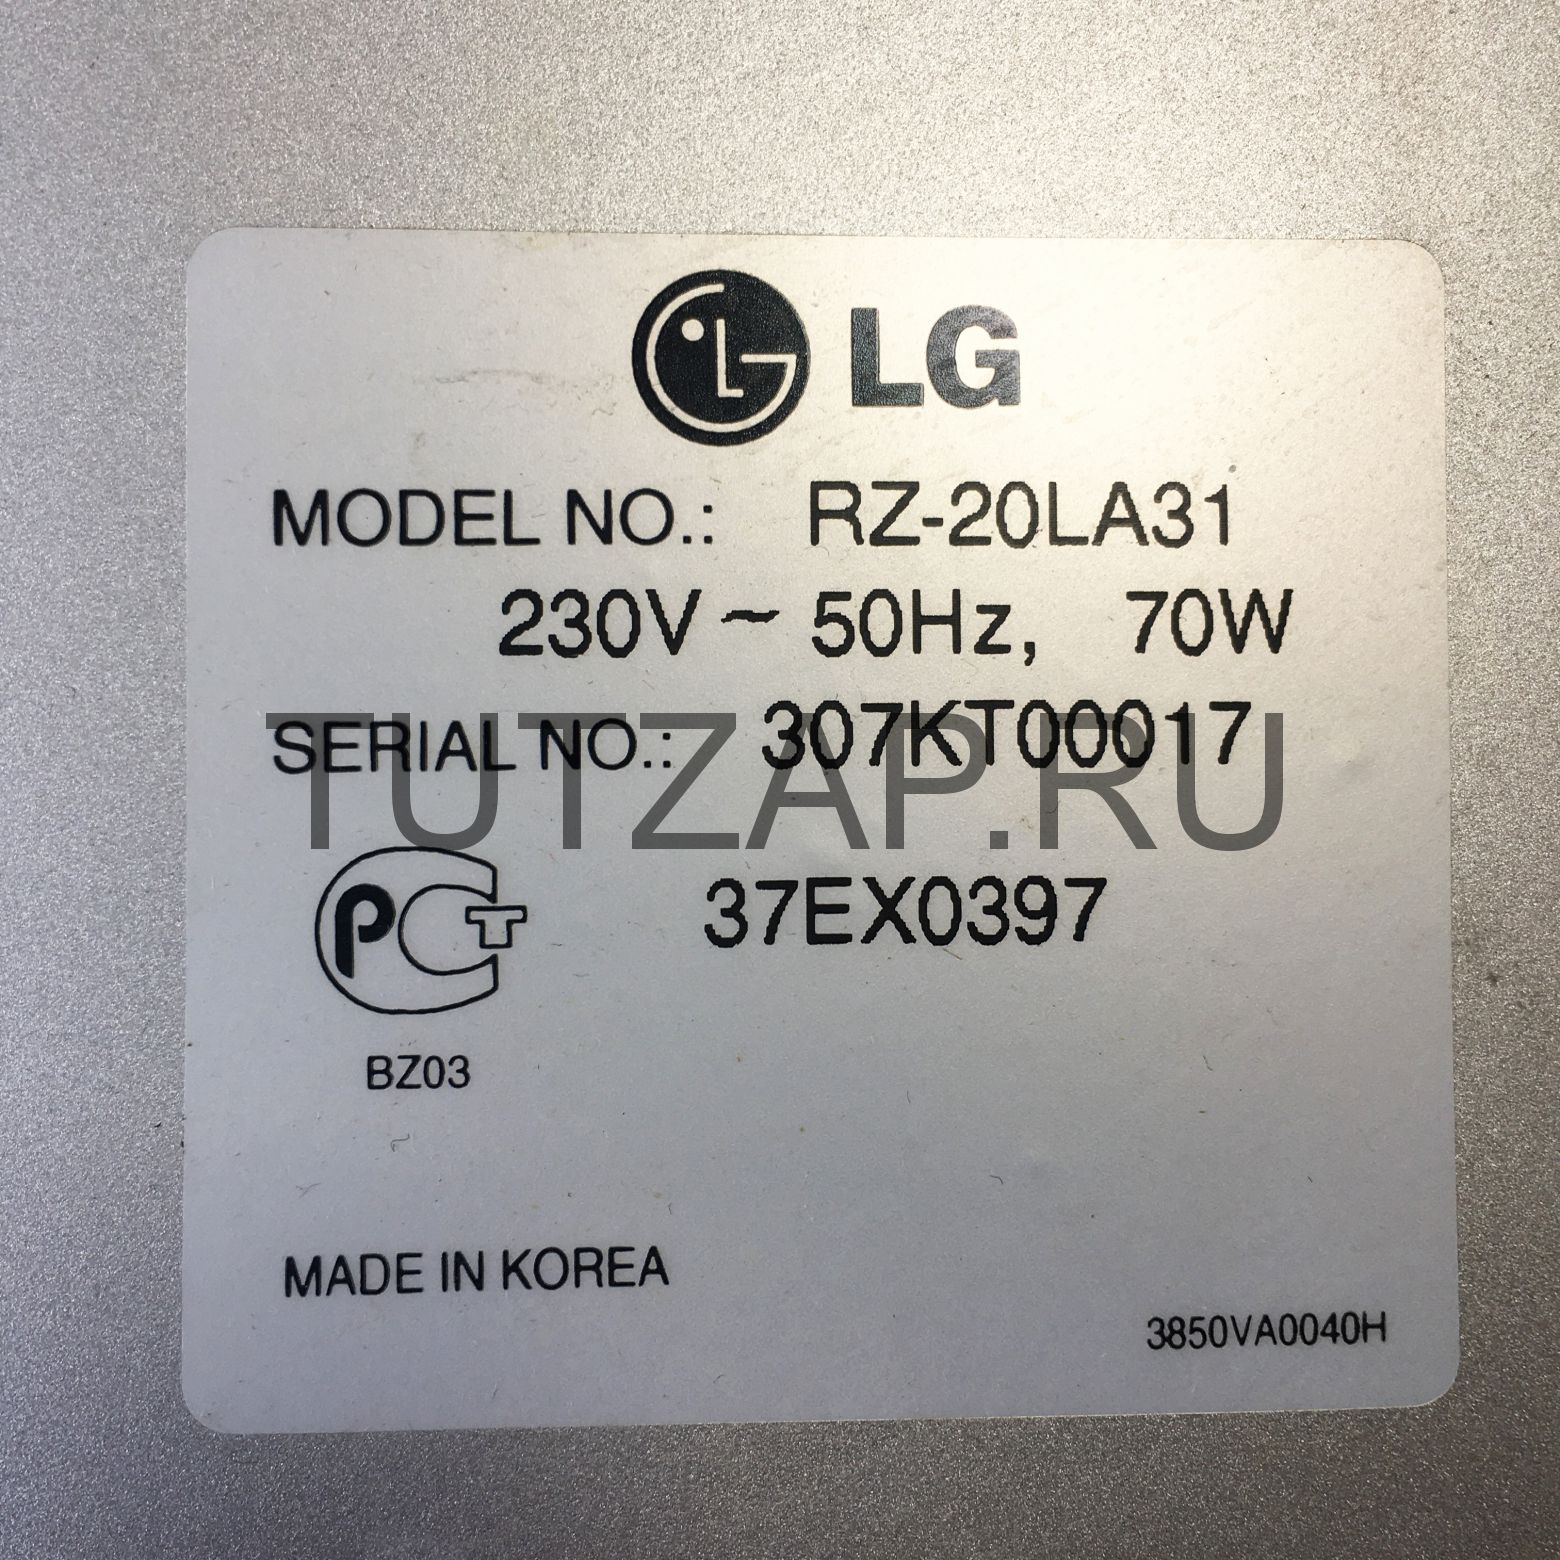 LG
MODEL NO.: RZ-20LA31
230V ~ 50Hz, 70W
SERIAL NO.: 307KT00017
TUTZAP.RU
РСТ 37EX0397
BZ03
MADE IN KOREA
3850VA0040H